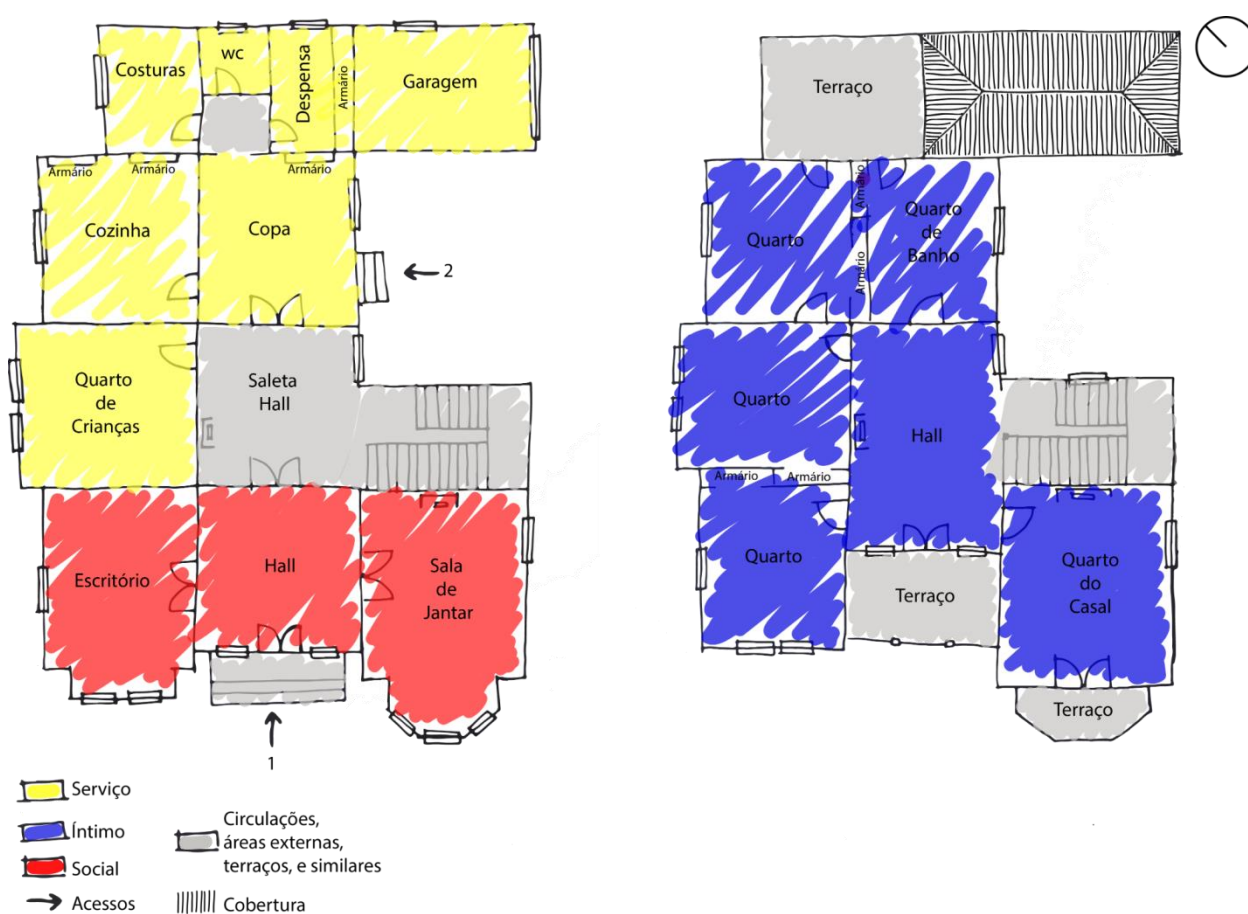 Costuras
wc
Despensa
Armário
Garagem
Armário
Armário
Armário
Cozinha
Copa
2
Quarto
de
Crianças
Saleta
Hall
Escritório
Hall
Sala
de
Jantar
1
Terraço
Armário
Quarto
Armário
Quarto
de
Banho
Quarto
Hall
Armário
Armário
Quarto
Terraço
Quarto
do
Casal
Terraço
Serviço
Íntimo
Social
Acessos
Circulações,
áreas externas,
terraços, e similares
Cobertura